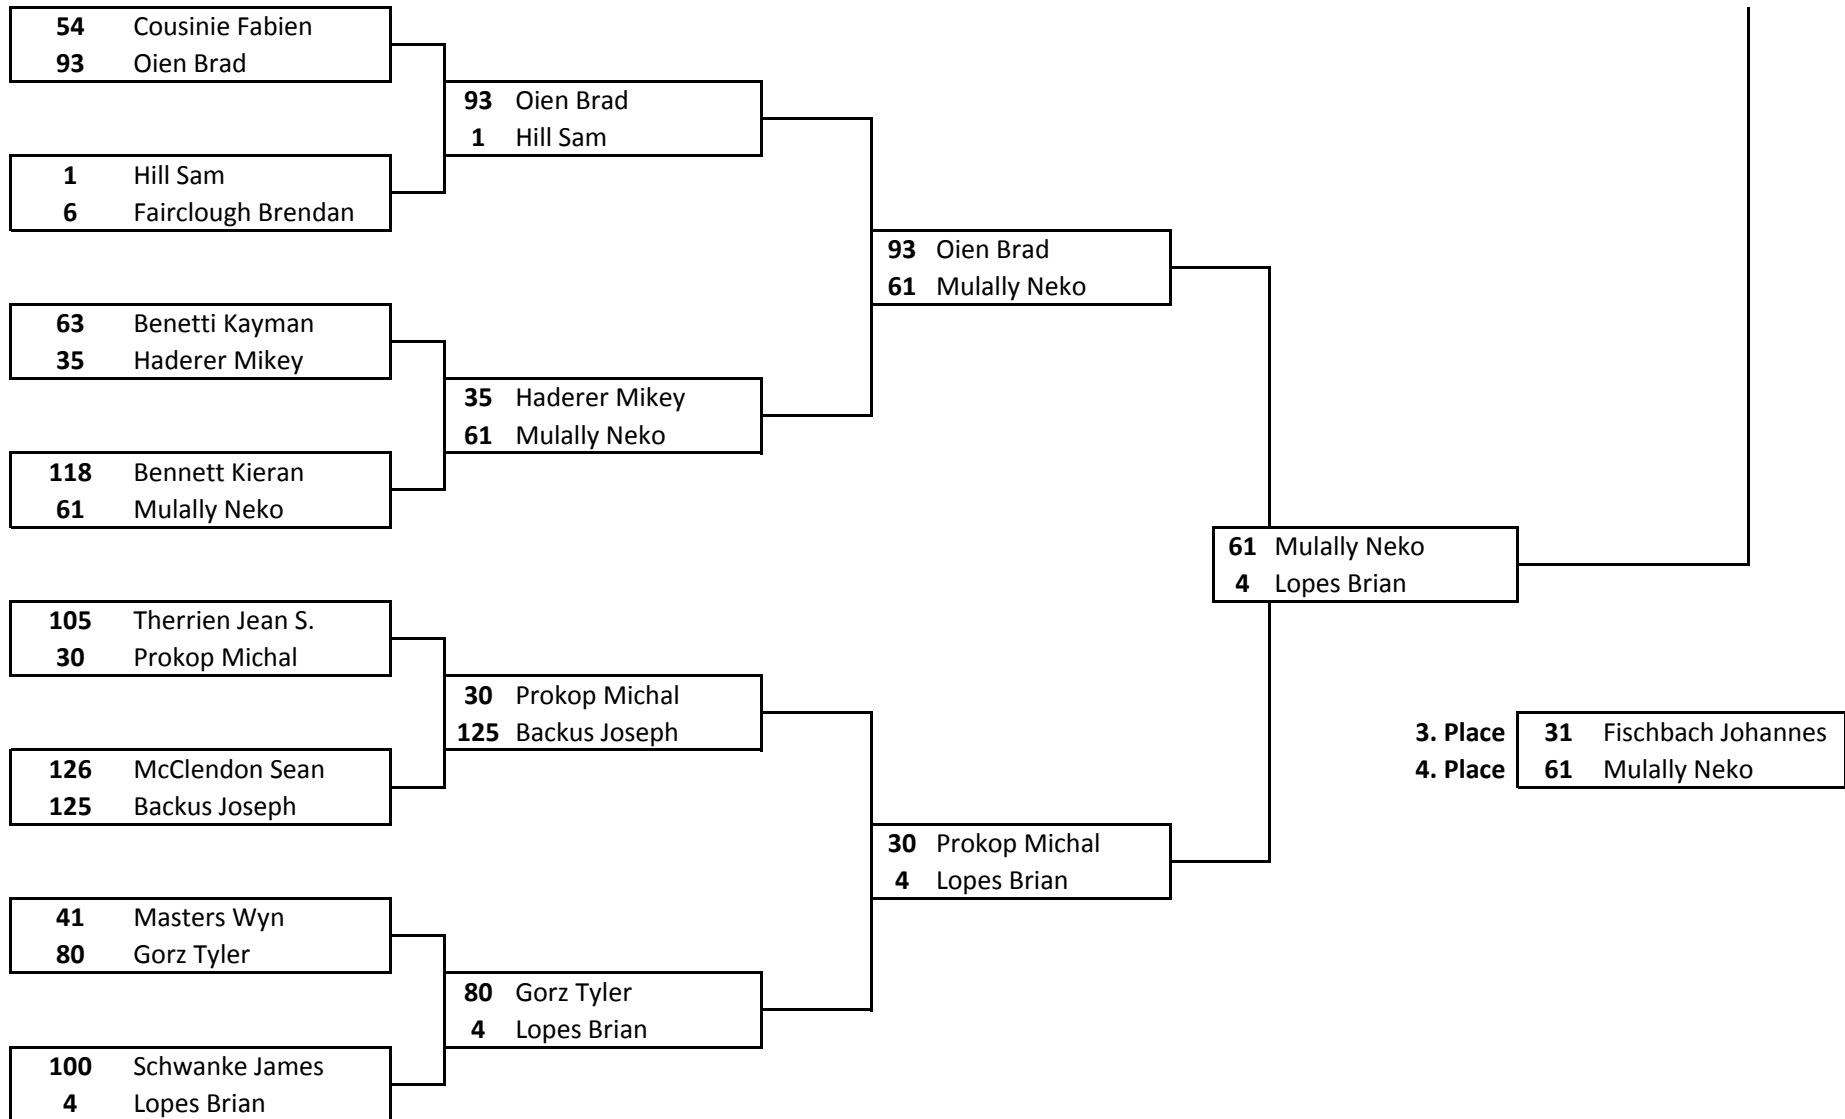 54 Cousinie Fabien
93 Oien Brad
1 Hill Sam
6 Fairclough Brendan
63 Benetti Kayman
35 Haderer Mikey
118 Bennett Kieran
61 Mulally Neko
105 Therrien Jean S.
30 Prokop Michal
126 McClendon Sean
125 Backus Joseph
41 Masters Wyn
80 Gorz Tyler
100 Schwanke James
4 Lopes Brian
93 Oien Brad
1 Hill Sam
35 Haderer Mikey
61 Mulally Neko
30 Prokop Michal
125 Backus Joseph
80 Gorz Tyler
4 Lopes Brian
93 Oien Brad
61 Mulally Neko
30 Prokop Michal
4 Lopes Brian
61 Mulally Neko
4 Lopes Brian
3. Place 31 Fischbach Johannes
4. Place 61 Mulally Neko